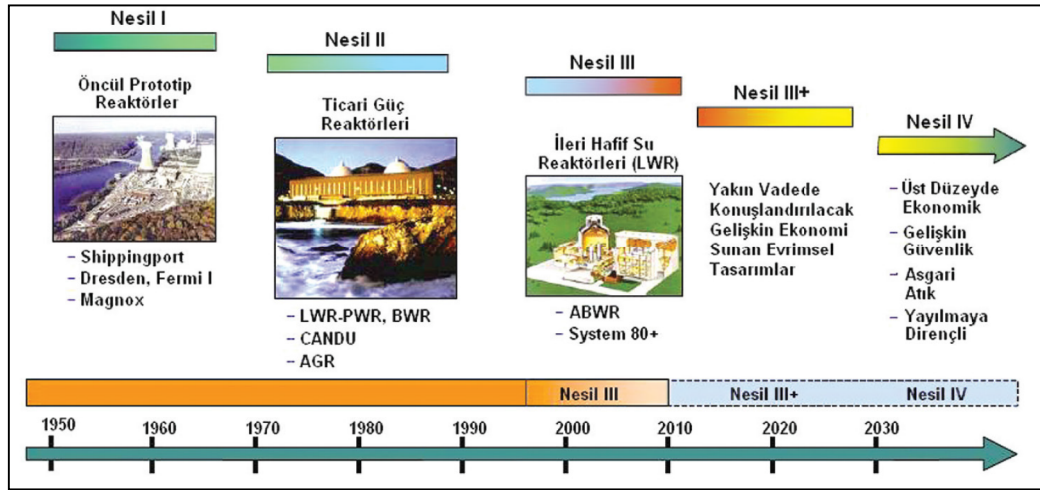 Nesil I
Öncül Prototip
Reaktörler
– Shippingport
– Dresden, Fermi I
– Magnox
Nesil II
Ticari Güç
Reaktörleri
– LWR-PWR, BWR
– CANDU
– AGR
Nesil III
İleri Hafif Su
Reaktörleri (LWR)
– ABWR
– System 80+
Nesil III+
Yakın Vadede
Konuşlandırılacak
Gelişkin Ekonomi
Sunan Evrimsel
Tasarımlar
Nesil IV
– Üst Düzeyde
Ekonomik
– Gelişkin
Güvenlik
– Asgari
Atık
– Yayılmaya
Dirençli
Nesil III
Nesil III+
Nesil IV
1950
1960
1970
1980
1990
2000
2010
2020
2030